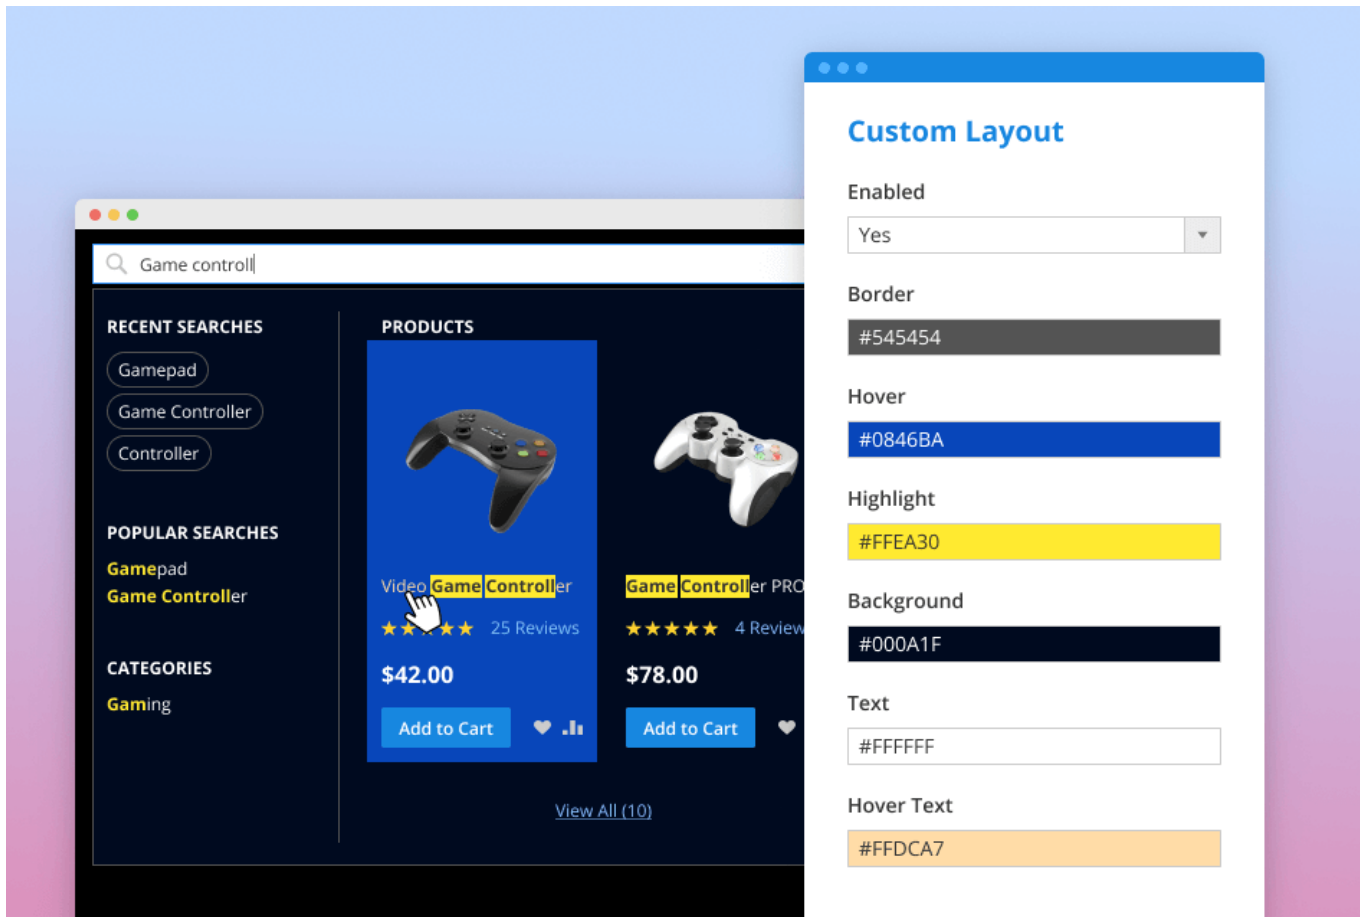 Game controll
RECENT SEARCHES
Gamepad
Game Controller
Controller
POPULAR SEARCHES
Gamepad
Game Controller
CATEGORIES
Gaming
PRODUCTS
Video Game Controller
25 Reviews
$42.00
Add to Cart
Game Controller PRO
4 Review
$78.00
Add to Cart
View All (10)
Custom Layout
Enabled
Yes
Border
#545454
Hover
#0846BA
Highlight
#FFEA30
Background
#000A1F
Text
#FFFFFF
Hover Text
#FFDCA7